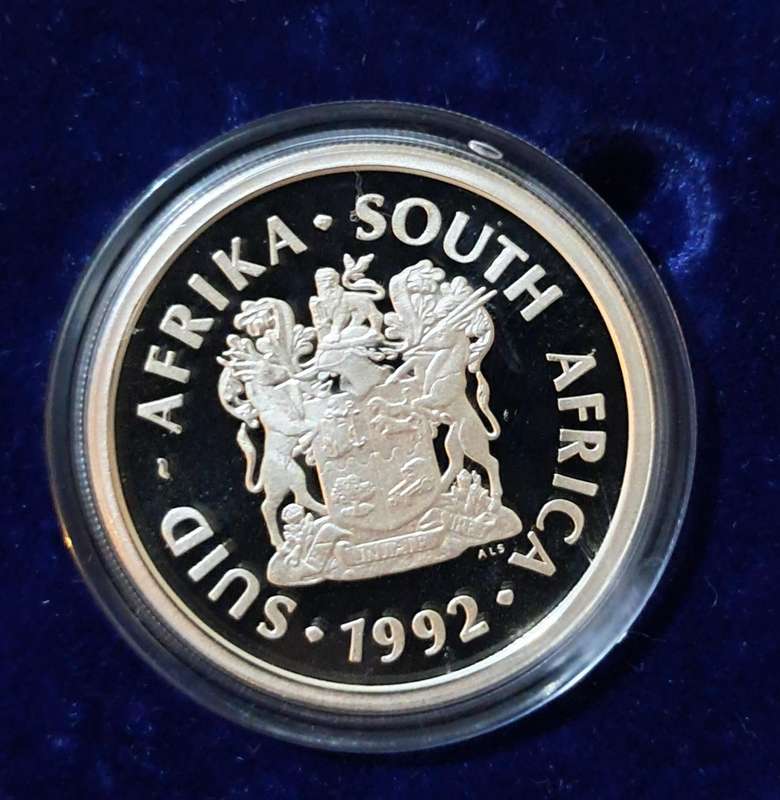 SUID-AFRIKA · SOUTH AFRICA · 1992 ·
ALS